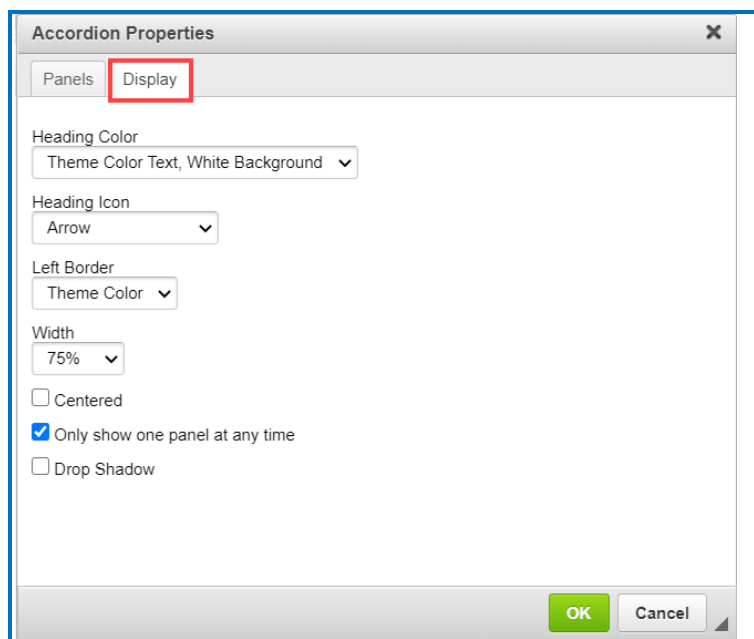 Accordion Properties
Panels Display
Heading Color
Theme Color Text, White Background
Heading Icon
Arrow
Left Border
Theme Color
Width
75%
Centered
Only show one panel at any time
Drop Shadow
OK Cancel